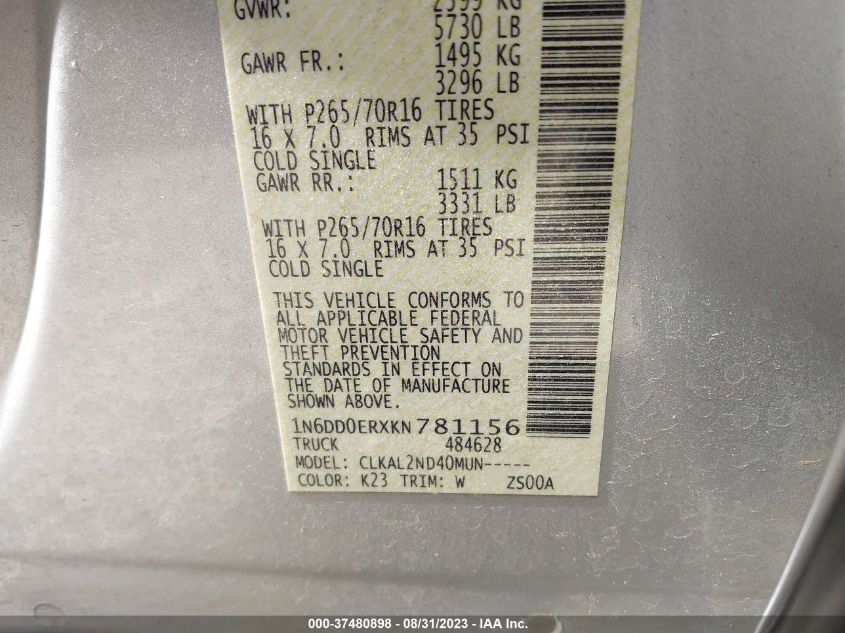 GVWR: 2599 KG
5730 LB
GAWR FR.: 1495 KG
3296 LB
WITH P265/70R16 TIRES
16 X 7.0 RIMS AT 35 PSI
COLD SINGLE
GAWR RR.: 1511 KG
3331 LB
WITH P265/70R16 TIRES
16 X 7.0 RIMS AT 35 PSI
COLD SINGLE
THIS VEHICLE CONFORMS TO
ALL APPLICABLE FEDERAL
MOTOR VEHICLE SAFETY AND
THEFT PREVENTION
STANDARDS IN EFFECT ON
THE DATE OF MANUFACTURE
SHOWN ABOVE.
1N6DD0ERXKN781156
TRUCK 484628
MODEL: CLKAL2ND40MUN-----
COLOR: K23 TRIM: W ZS00A
000-37480898 - 08/31/2023 - IAA Inc.